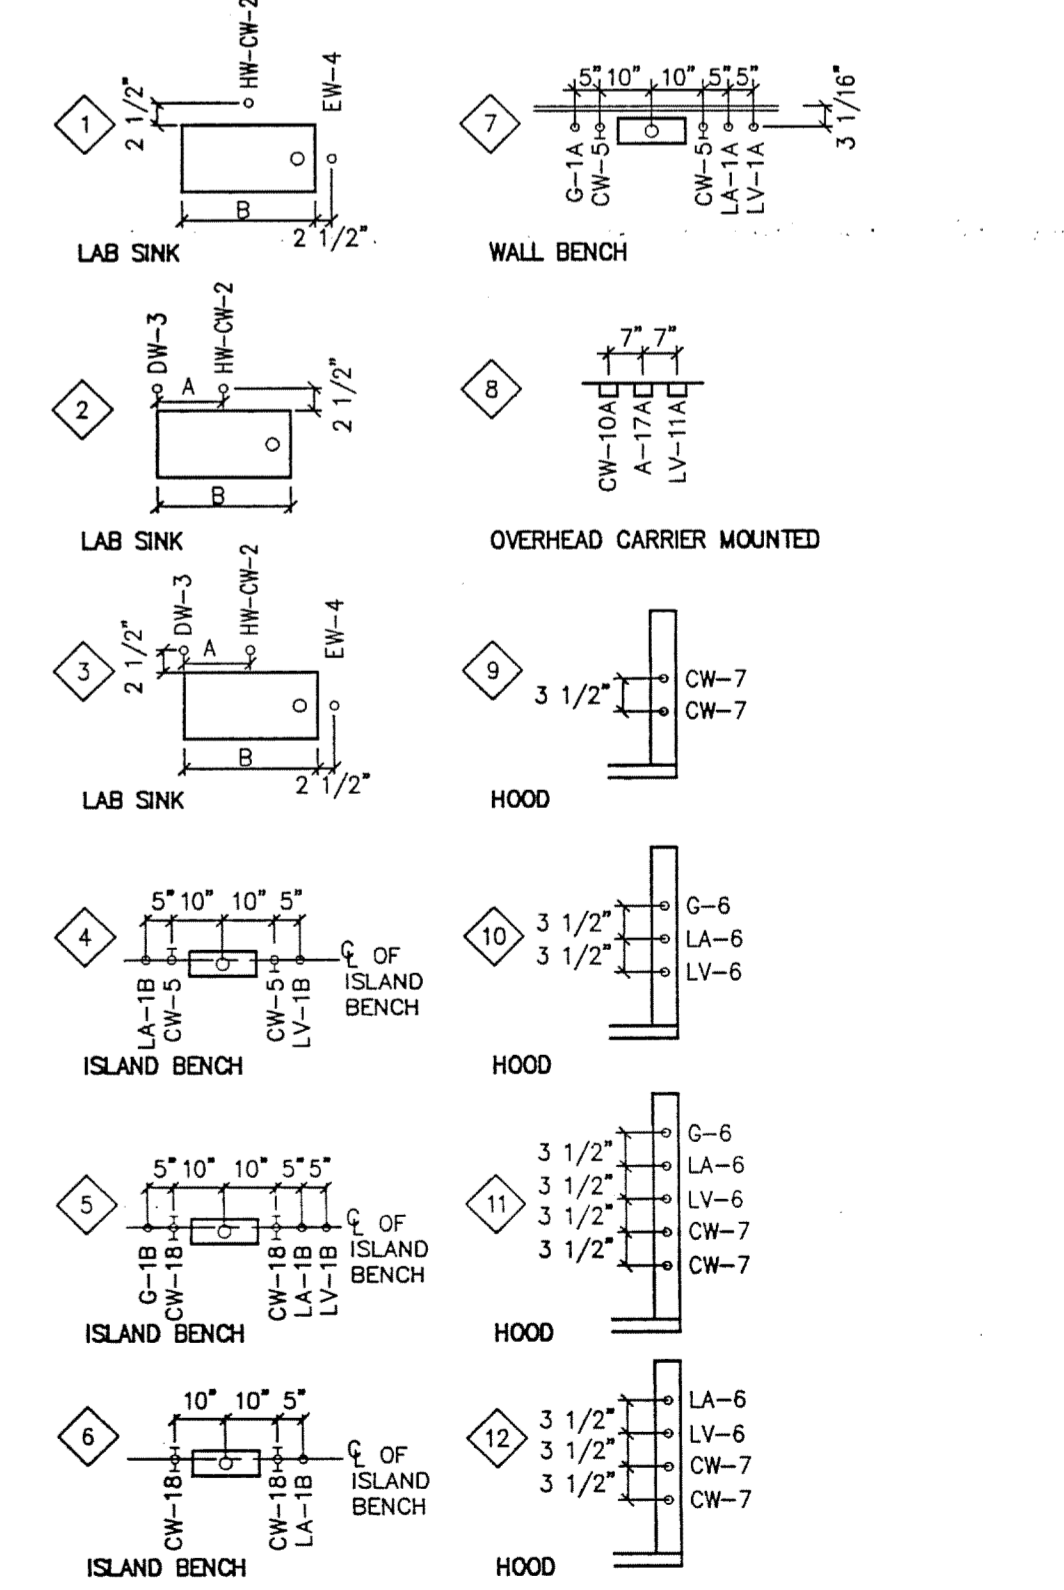 1
2 1/2"
HW-CW-2
EW-4
B
2 1/2"
LAB SINK
2
DW-3
A
HW-CW-2
2 1/2"
B
LAB SINK
3
2 1/2"
DW-3
A
HW-CW-2
EW-4
B
2 1/2"
LAB SINK
4
5" 10" 10" 5"
LA-1B
CW-5
CW-5
LV-1B
℄ OF
ISLAND
BENCH
ISLAND BENCH
5
5" 10" 10" 5" 5"
G-1B
CW-18
CW-18
LA-1B
LV-1B
℄ OF
ISLAND
BENCH
ISLAND BENCH
6
10" 10" 5"
CW-18
CW-18
LA-1B
℄ OF
ISLAND
BENCH
ISLAND BENCH
7
5" 10" 10" 5" 5"
3 1/16"
G-1A
CW-5
CW-5
LA-1A
LV-1A
WALL BENCH
8
7" 7"
CW-10A
A-17A
LV-11A
OVERHEAD CARRIER MOUNTED
9
3 1/2"
CW-7
CW-7
HOOD
10
3 1/2"
3 1/2"
G-6
LA-6
LV-6
HOOD
11
3 1/2"
3 1/2"
3 1/2"
3 1/2"
G-6
LA-6
LV-6
CW-7
CW-7
HOOD
12
3 1/2"
3 1/2"
3 1/2"
LA-6
LV-6
CW-7
CW-7
HOOD